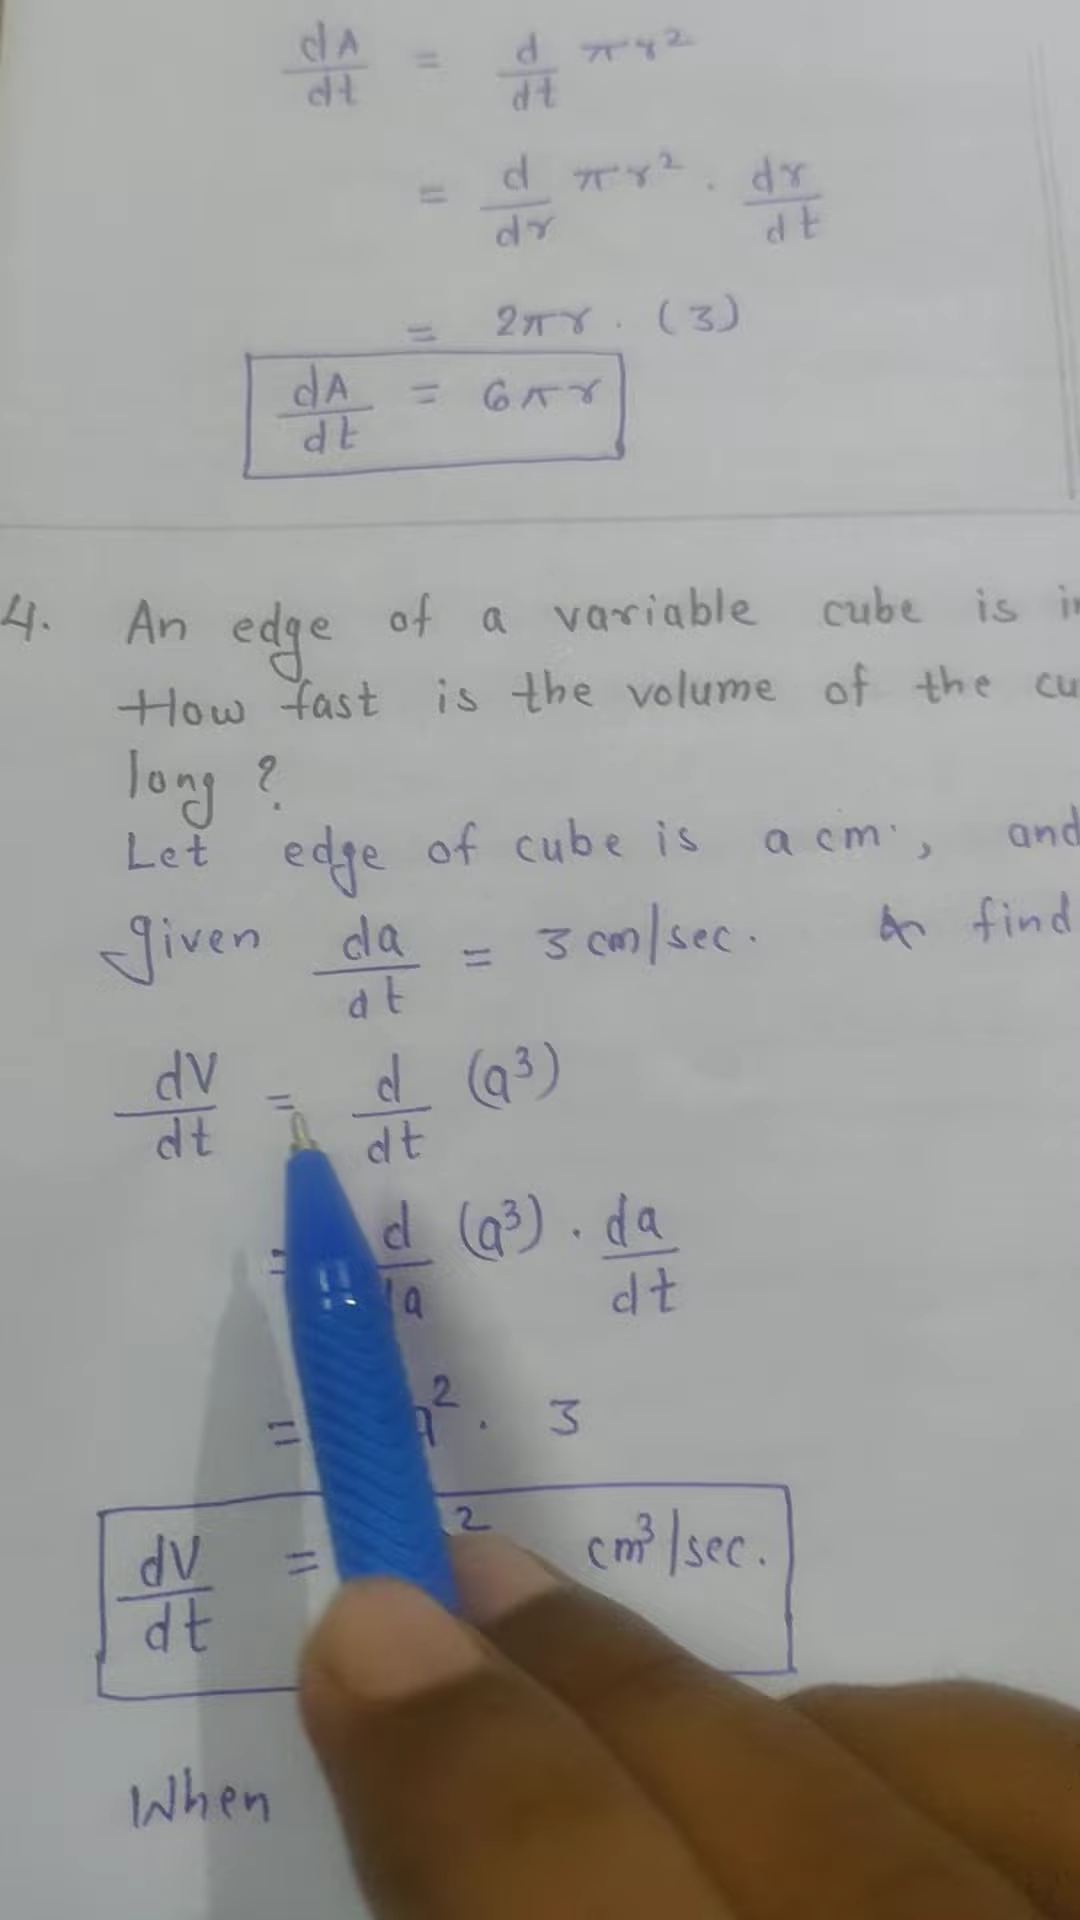 dA/dt = d/dt πr²
= d/dr πr² . dr/dt
= 2πr . (3)
dA/dt = 6πr
4. An edge of a variable cube is
How fast is the volume of the
long ?
Let edge of cube is a cm., and
given da/dt = 3 cm/sec. find
dV/dt = d/dt (a³)
= d/da (a³) . da/dt
= a² . 3
dV/dt = ² cm³/sec.
When